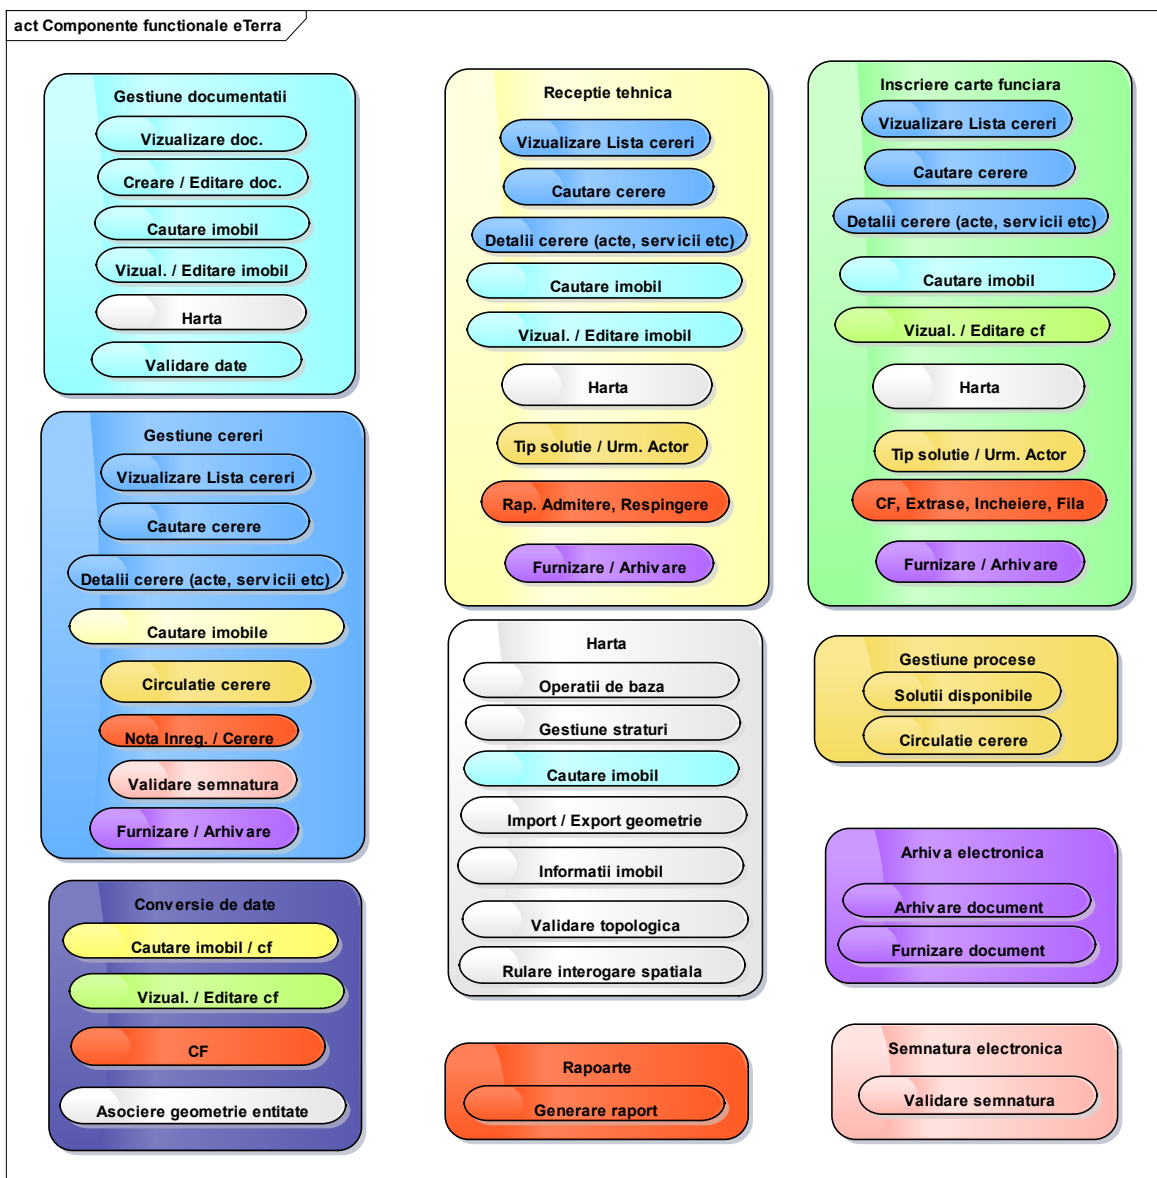 act Componente functionale eTerra
Gestiune documentatii
Vizualizare doc.
Creare / Editare doc.
Cautare imobil
Vizual. / Editare imobil
Harta
Validare date
Gestiune cereri
Vizualizare Lista cereri
Cautare cerere
Detalii cerere (acte, servicii etc)
Cautare imobile
Circulatie cerere
Nota Inreg. / Cerere
Validare semnatura
Furnizare / Arhivare
Conversie de date
Cautare imobil / cf
Vizual. / Editare cf
CF
Asociere geometrie entitate
Receptie tehnica
Vizualizare Lista cereri
Cautare cerere
Detalii cerere (acte, servicii etc)
Cautare imobil
Vizual. / Editare imobil
Harta
Tip solutie / Urm. Actor
Rap. Admitere, Respingere
Furnizare / Arhivare
Harta
Operatii de baza
Gestiune straturi
Cautare imobil
Import / Export geometrie
Informatii imobil
Validare topologica
Rulare interogare spatiala
Rapoarte
Generare raport
Inscriere carte funciara
Vizualizare Lista cereri
Cautare cerere
Detalii cerere (acte, servicii etc)
Cautare imobil
Vizual. / Editare cf
Harta
Tip solutie / Urm. Actor
CF, Extrase, Incheiere, Fila
Furnizare / Arhivare
Gestiune procese
Solutii disponibile
Circulatie cerere
Arhiva electronica
Arhivare document
Furnizare document
Semnatura electronica
Validare semnatura